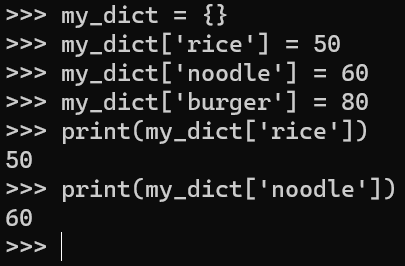 >>> my_dict = {}
>>> my_dict['rice'] = 50
>>> my_dict['noodle'] = 60
>>> my_dict['burger'] = 80
>>> print(my_dict['rice'])
50
>>> print(my_dict['noodle'])
60
>>>